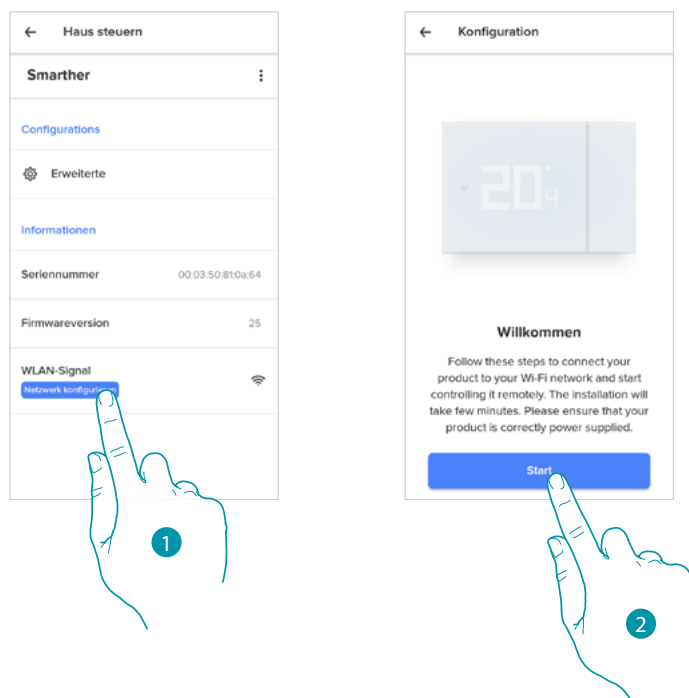 Haus steuern
Smarther
Configurations
Erweiterte
Informationen
Seriennummer 00:03:50:81:0a:64
Firmwareversion 25
WLAN-Signal
Netzwerk konfigurieren
1
Konfiguration
20.4
Willkommen
Follow these steps to connect your
product to your Wi-Fi network and start
controlling it remotely. The installation will
take few minutes. Please ensure that your
product is correctly power supplied.
Start
2